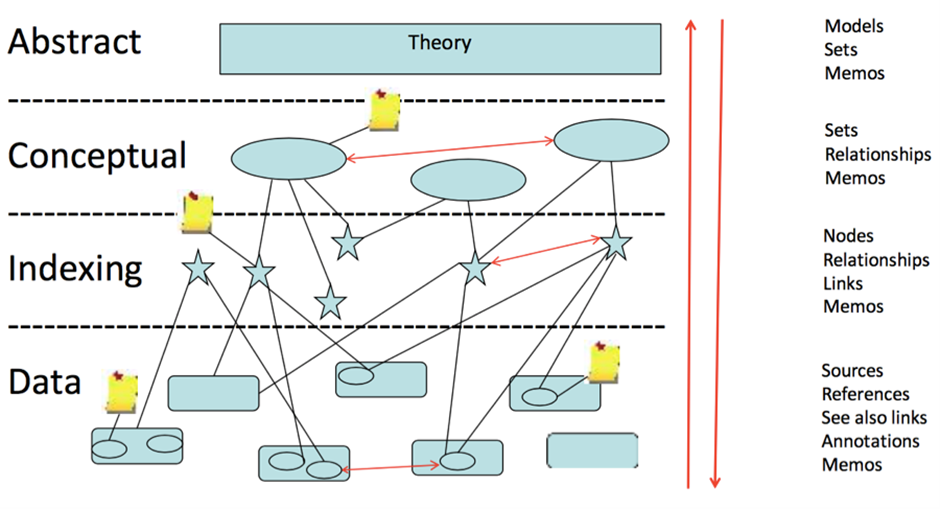 Abstract
Theory
Models
Sets
Memos
Conceptual
Sets
Relationships
Memos
Indexing
Nodes
Relationships
Links
Memos
Data
Sources
References
See also links
Annotations
Memos